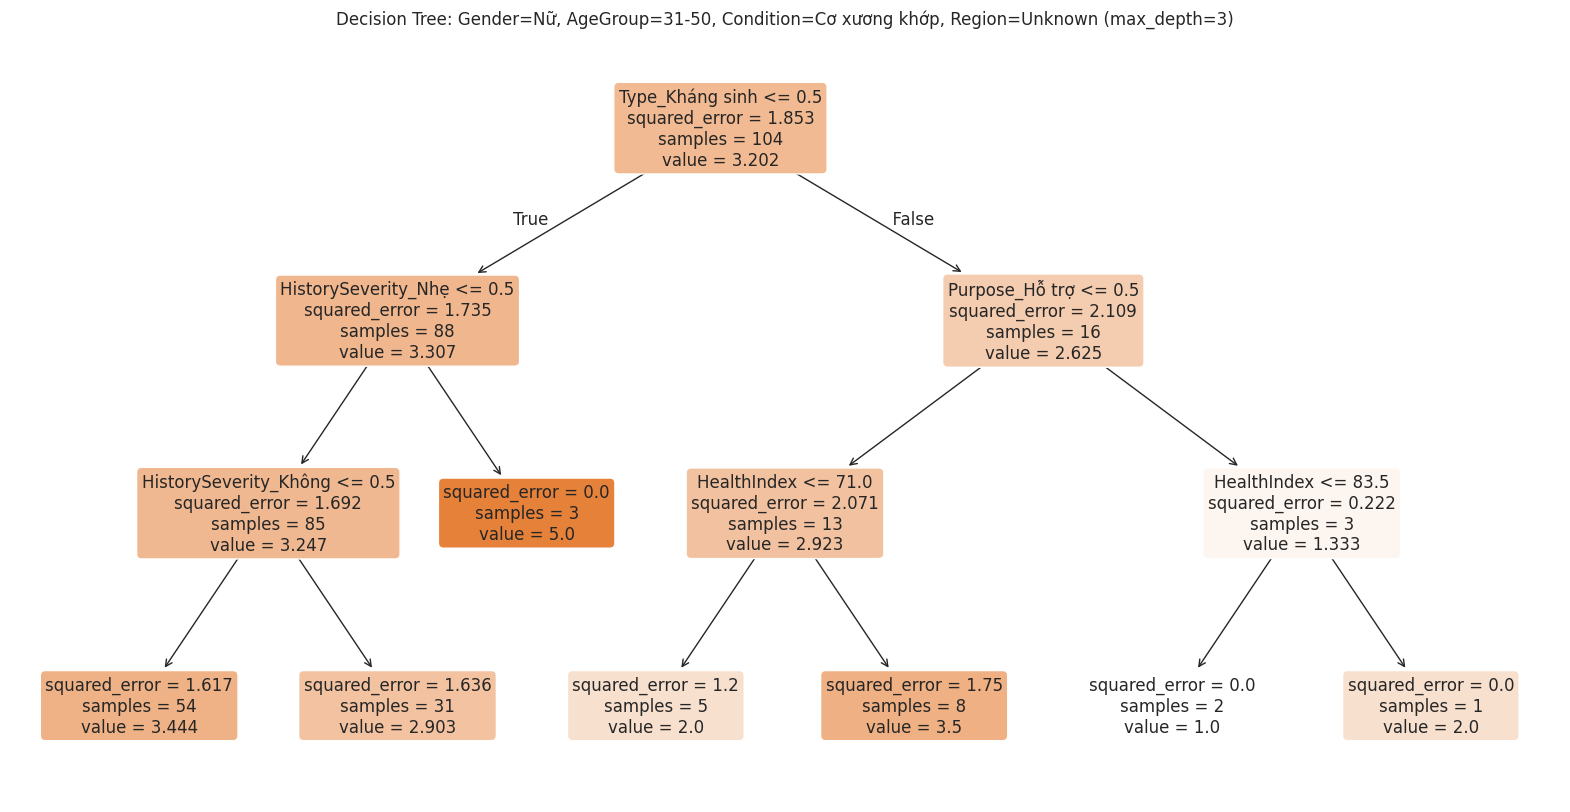 Decision Tree: Gender=Nữ, AgeGroup=31-50, Condition=Cơ xương khớp, Region=Unknown (max_depth=3)
Type_Kháng sinh <= 0.5
squared_error = 1.853
samples = 104
value = 3.202
True
False
HistorySeverity_Nhẹ <= 0.5
squared_error = 1.735
samples = 88
value = 3.307
Purpose_Hỗ trợ <= 0.5
squared_error = 2.109
samples = 16
value = 2.625
HistorySeverity_Không <= 0.5
squared_error = 1.692
samples = 85
value = 3.247
squared_error = 0.0
samples = 3
value = 5.0
HealthIndex <= 71.0
squared_error = 2.071
samples = 13
value = 2.923
HealthIndex <= 83.5
squared_error = 0.222
samples = 3
value = 1.333
squared_error = 1.617
samples = 54
value = 3.444
squared_error = 1.636
samples = 31
value = 2.903
squared_error = 1.2
samples = 5
value = 2.0
squared_error = 1.75
samples = 8
value = 3.5
squared_error = 0.0
samples = 2
value = 1.0
squared_error = 0.0
samples = 1
value = 2.0